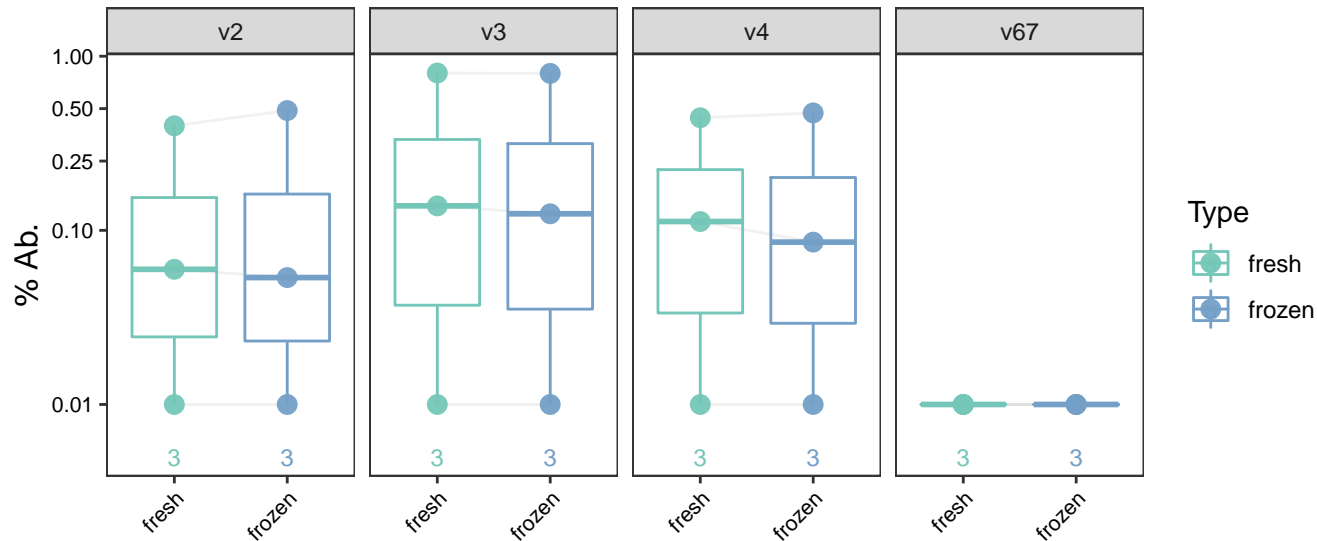 v2 v3 v4 v67
1.00
0.50
0.25
0.10
0.01
% Ab.
3 3 3 3 3 3 3 3
fresh frozen fresh frozen fresh frozen fresh frozen
Type
fresh
frozen